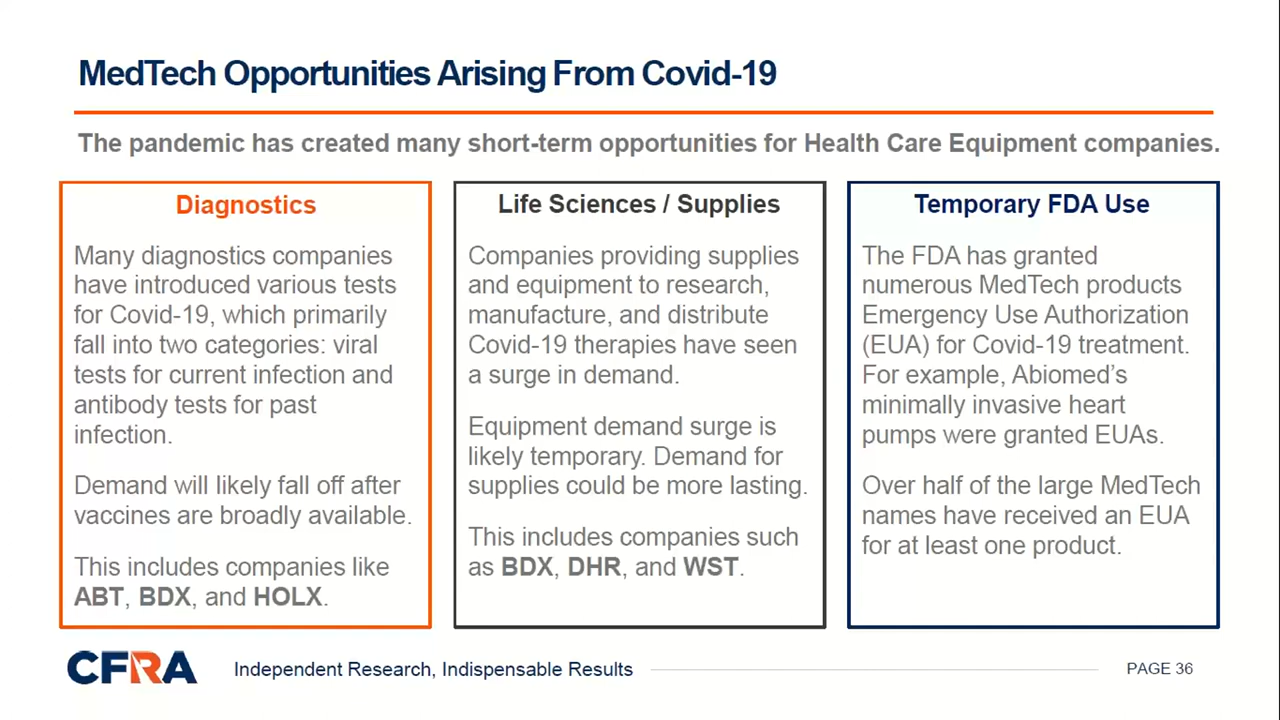 MedTech Opportunities Arising From Covid-19
The pandemic has created many short-term opportunities for Health Care Equipment companies.
Diagnostics
Many diagnostics companies
have introduced various tests
for Covid-19, which primarily
fall into two categories: viral
tests for current infection and
antibody tests for past
infection.
Demand will likely fall off after
vaccines are broadly available.
This includes companies like
ABT, BDX, and HOLX.
Life Sciences / Supplies
Companies providing supplies
and equipment to research,
manufacture, and distribute
Covid-19 therapies have seen
a surge in demand.
Equipment demand surge is
likely temporary. Demand for
supplies could be more lasting.
This includes companies such
as BDX, DHR, and WST.
Temporary FDA Use
The FDA has granted
numerous MedTech products
Emergency Use Authorization
(EUA) for Covid-19 treatment.
For example, Abiomed's
minimally invasive heart
pumps were granted EUAs.
Over half of the large MedTech
names have received an EUA
for at least one product.
CFRA
Independent Research, Indispensable Results
PAGE 36